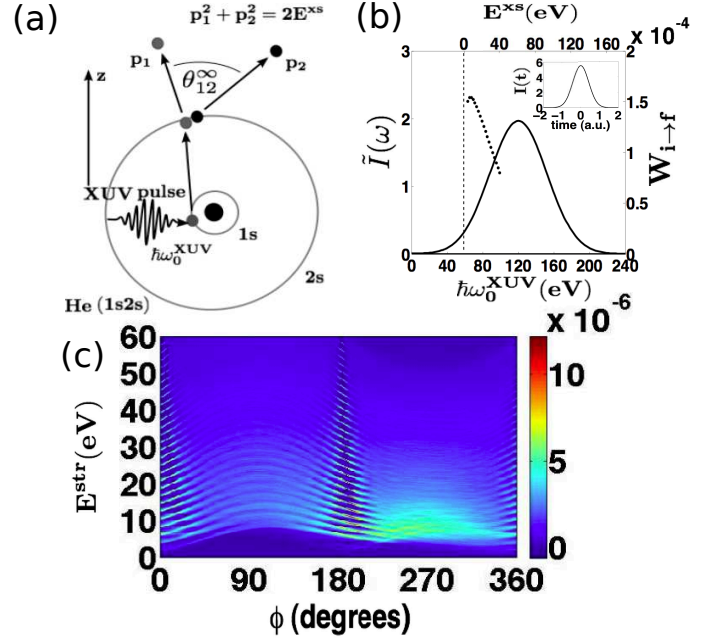 (a)
p₁² + p₂² = 2E^xs
p₁
p₂
θ₁₂^∞
z
XUV pulse
1s
ħω₀^XUV
2s
He (1s2s)
(b)
E^xs(eV)
0 40 80 120 160
x 10⁻⁴
3
2
1
0
Ĩ(ω)
2
1.5
1
0.5
0
W i→f
6
4
2
0
I(t)
−2 −1 0 1 2
time (a.u.)
0 40 80 120 160 200 240
ħω₀^XUV(eV)
(c)
x 10⁻⁶
60
50
40
30
20
10
0
E^str(eV)
10
5
0
0 90 180 270 360
ϕ (degrees)